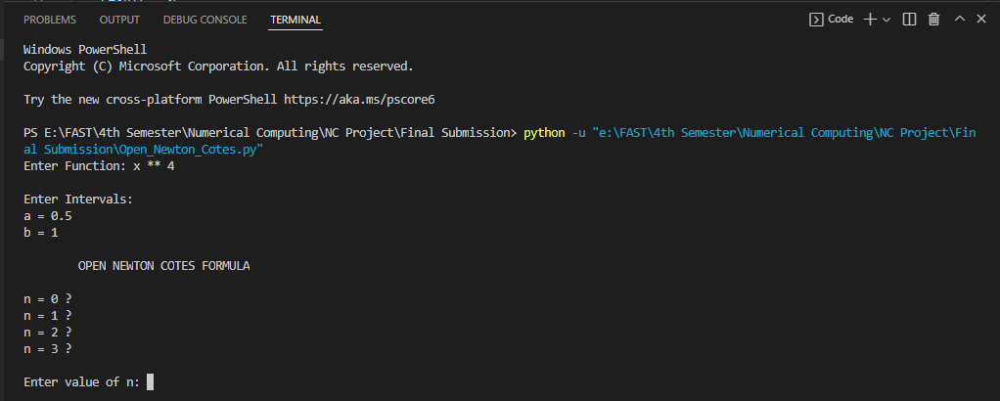 PROBLEMS OUTPUT DEBUG CONSOLE TERMINAL Code
Windows PowerShell
Copyright (C) Microsoft Corporation. All rights reserved.
Try the new cross-platform PowerShell https://aka.ms/pscore6
PS E:\FAST\4th Semester\Numerical Computing\NC Project\Final Submission> python -u "e:\FAST\4th Semester\Numerical Computing\NC Project\Fin
al Submission\Open_Newton_Cotes.py"
Enter Function: x ** 4
Enter Intervals:
a = 0.5
b = 1
OPEN NEWTON COTES FORMULA
n = 0 ?
n = 1 ?
n = 2 ?
n = 3 ?
Enter value of n: